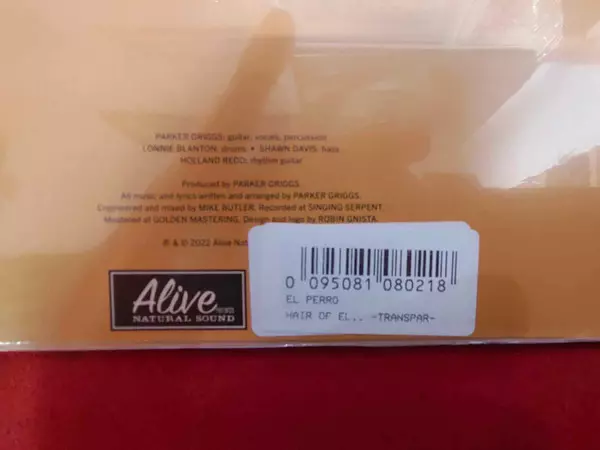 PARKER GRIGGS: guitar, vocals, percussion
LONNIE BLANTON: drums • SHAWN DAVIS: bass
HOLLAND REDD: rhythm guitar
Produced by PARKER GRIGGS.
All music and lyrics written and arranged by PARKER GRIGGS.
Engineered and mixed by MIKE BUTLER. Recorded at SINGING SERPENT.
Mastered at GOLDEN MASTERING. Design and logo by ROBIN GNISTA.
℗ & © 2022 Alive Nat
Alive
NATURAL SOUND
0 095081 080218
EL PERRO
HAIR OF EL.. -TRANSPAR-